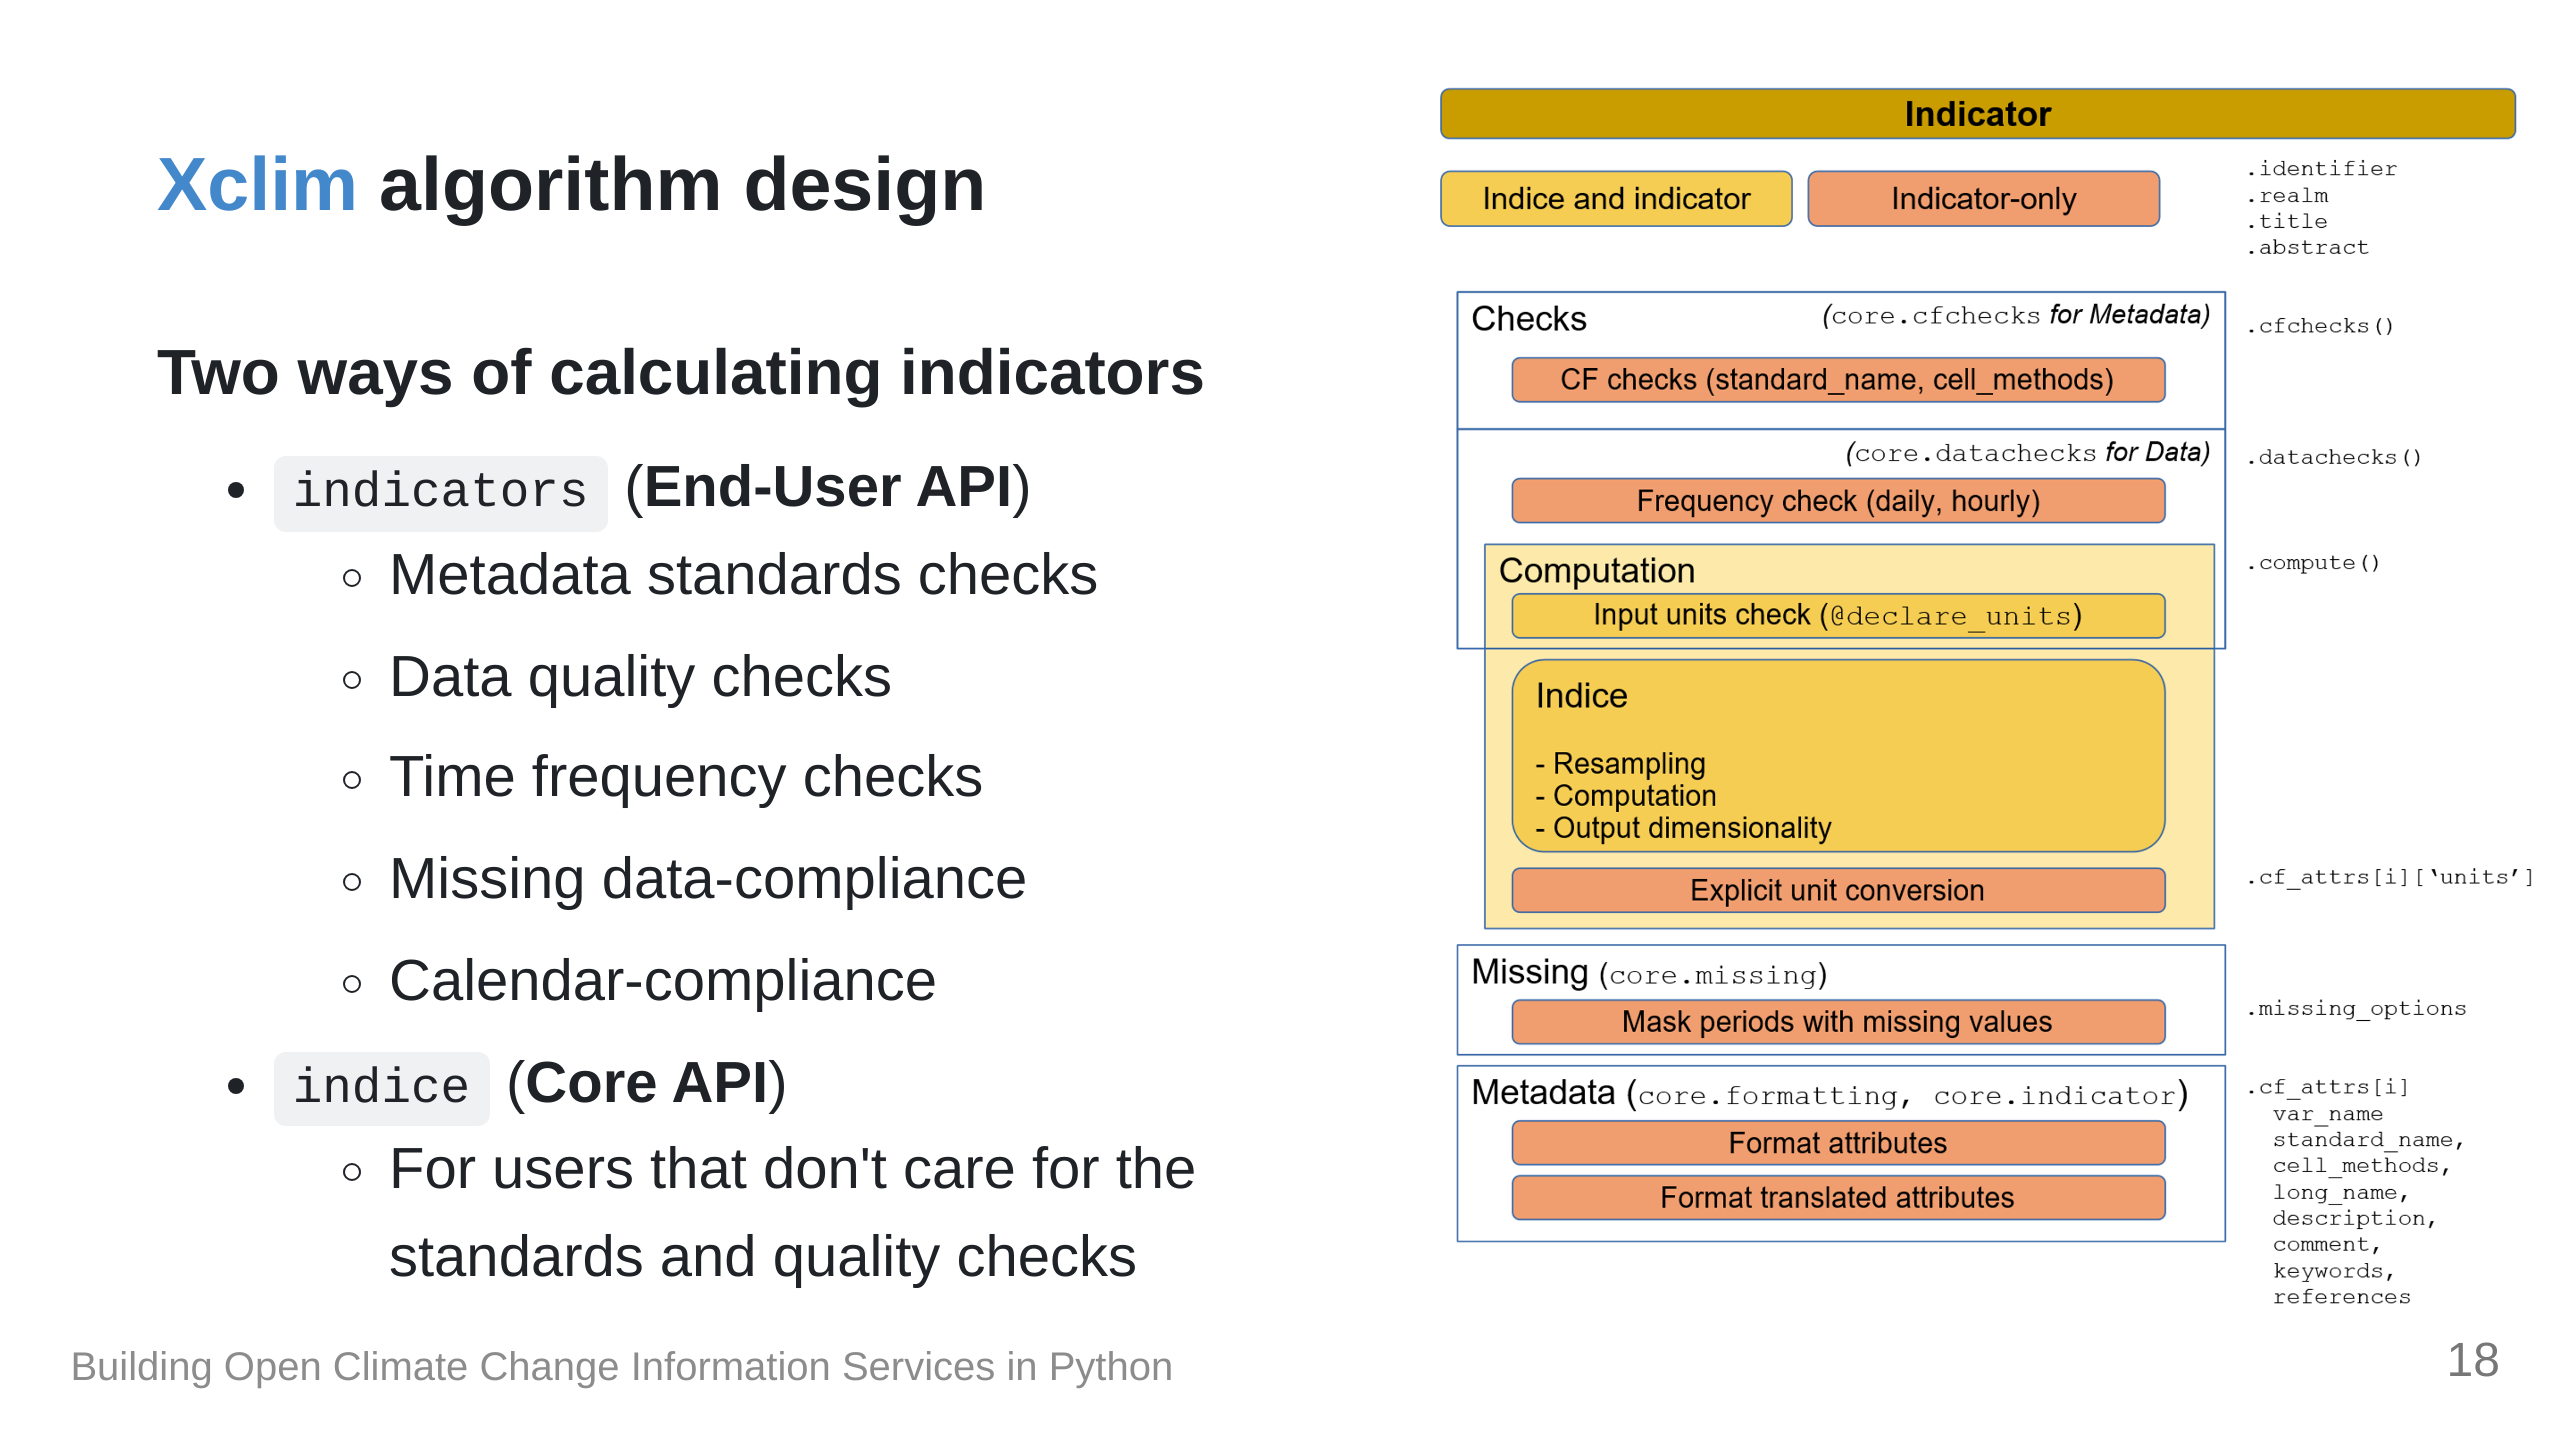 Xclim algorithm design
Two ways of calculating indicators
• indicators (End-User API)
◦ Metadata standards checks
◦ Data quality checks
◦ Time frequency checks
◦ Missing data-compliance
◦ Calendar-compliance
• indice (Core API)
◦ For users that don't care for the
standards and quality checks
Indicator
Indice and indicator
Indicator-only
.identifier
.realm
.title
.abstract
Checks
(core.cfchecks for Metadata)
.cfchecks()
CF checks (standard_name, cell_methods)
(core.datachecks for Data)
.datachecks()
Frequency check (daily, hourly)
Computation
.compute()
Input units check (@declare_units)
Indice
- Resampling
- Computation
- Output dimensionality
Explicit unit conversion
.cf_attrs[i][‘units’]
Missing (core.missing)
Mask periods with missing values
.missing_options
Metadata (core.formatting, core.indicator)
Format attributes
Format translated attributes
.cf_attrs[i]
var_name
standard_name,
cell_methods,
long_name,
description,
comment,
keywords,
references
Building Open Climate Change Information Services in Python
18